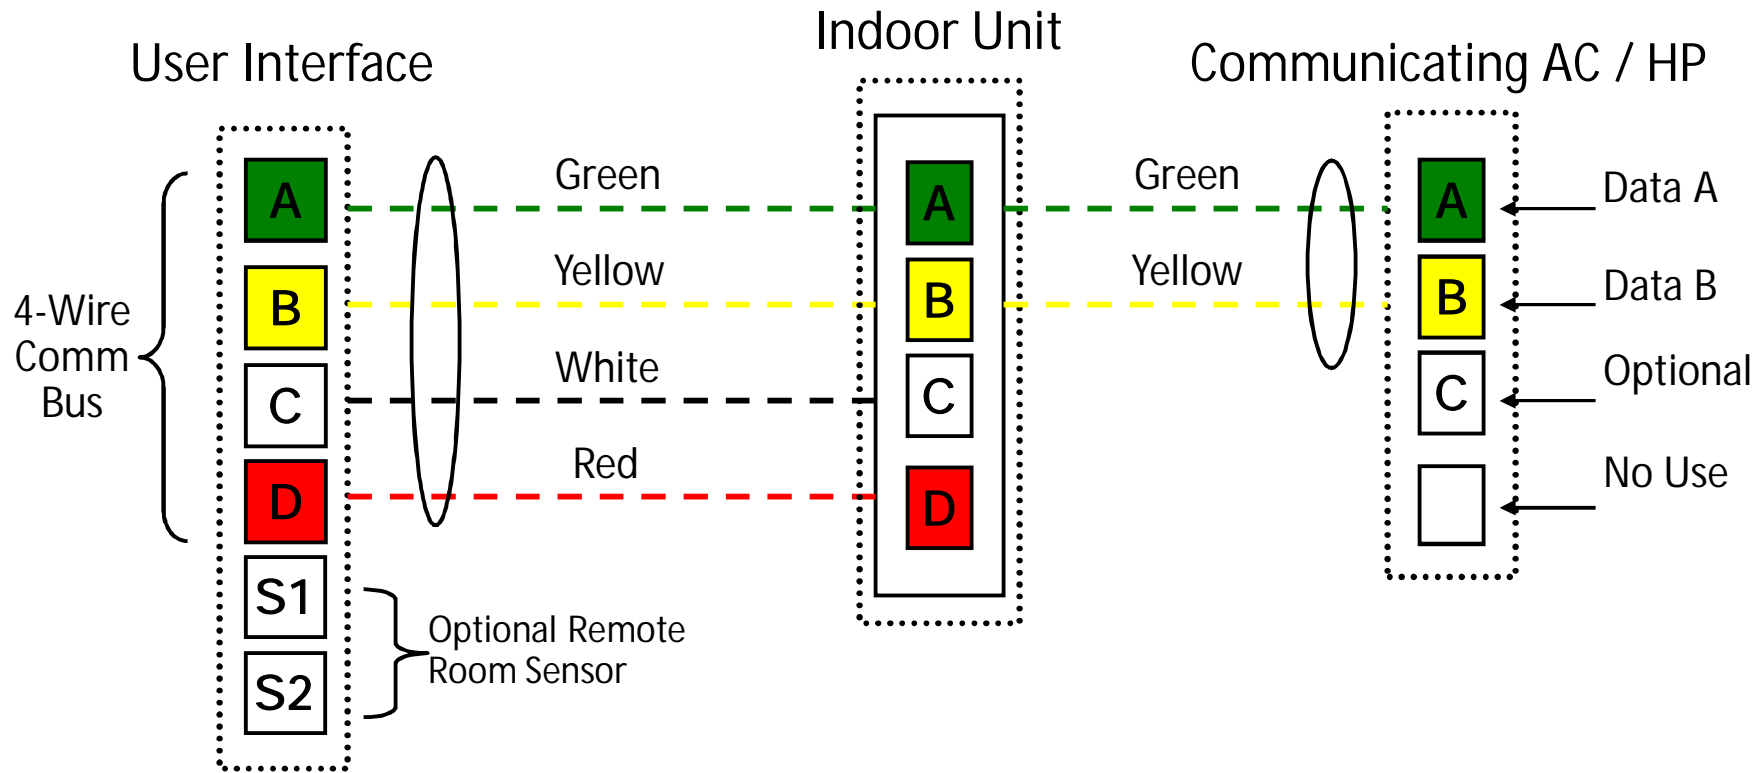 Indoor Unit
User Interface
Communicating AC / HP
4-Wire
Comm
Bus
A
B
C
D
S1
S2
Green
Yellow
White
Red
Optional Remote
Room Sensor
A
B
C
D
Green
Yellow
A
B
C
Data A
Data B
Optional
No Use